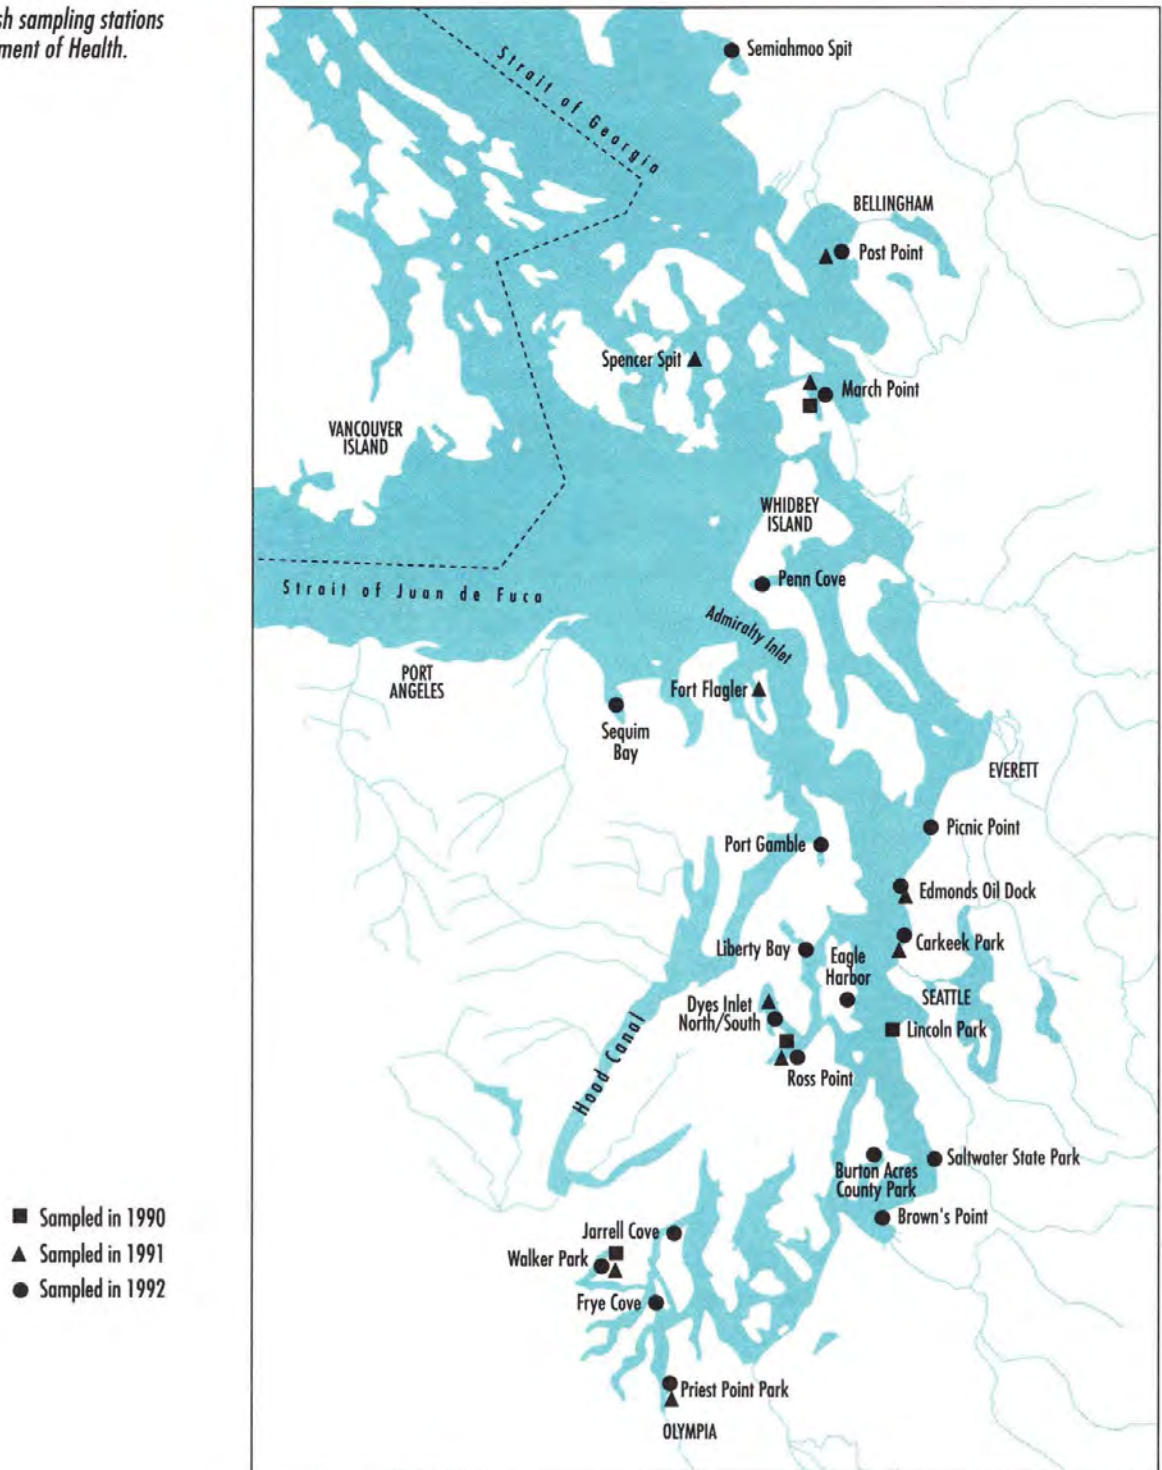 sh sampling stations
ment of Health.
Semiahmoo Spit
Strait of Georgia
BELLINGHAM
Post Point
Spencer Spit
March Point
VANCOUVER
ISLAND
WHIDBEY
ISLAND
Penn Cove
Strait of Juan de Fuca
Admiralty Inlet
PORT
ANGELES
Fort Flagler
Sequim
Bay
EVERETT
Picnic Point
Port Gamble
Edmonds Oil Dock
Carkeek Park
Liberty Bay
Eagle
Harbor
SEATTLE
Dyes Inlet
North/South
Lincoln Park
Hood Canal
Ross Point
Saltwater State Park
Burton Acres
County Park
Brown's Point
Sampled in 1990
Sampled in 1991
Sampled in 1992
Jarrell Cove
Walker Park
Frye Cove
Priest Point Park
OLYMPIA